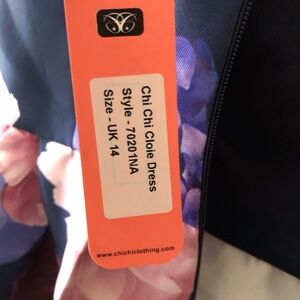 Chi Chi Cloie Dress
Style - 70201NA
Size - UK 14
www.chichiclothing.com